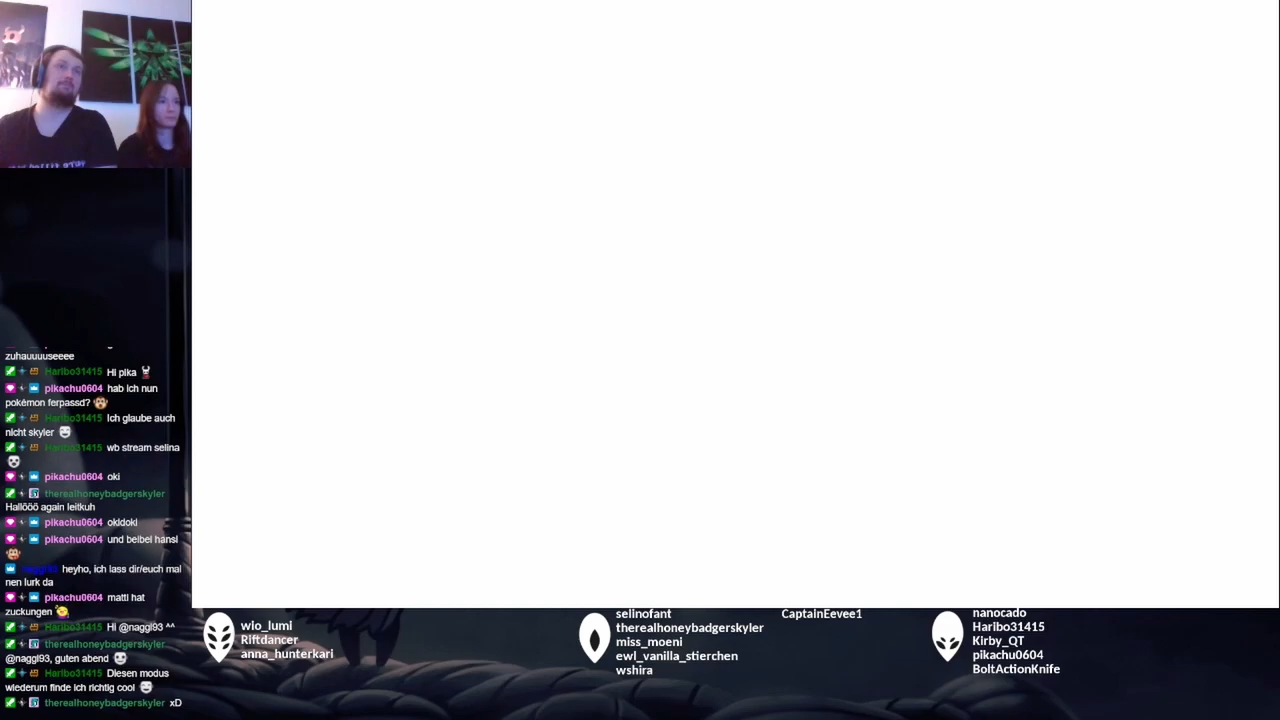 zuhauuuuseeee
Haribo31415 Hi pika
pikachu0604 hab ich nun
pokémon ferpassd?
Haribo31415 Ich glaube auch
nicht skyler
Haribo31415 wb stream selina
pikachu0604 oki
therealhoneybadgerskyler
Hallööö again leitkuh
pikachu0604 okidoki
pikachu0604 und beibei hansi
naggi93 heyho, ich lass dir/euch mal
nen lurk da
pikachu0604 matti hat
zuckungen
Haribo31415 Hi @naggi93 ^^
therealhoneybadgerskyler
@naggi93, guten abend
Haribo31415 Diesen modus
wiederum finde ich richtig cool
therealhoneybadgerskyler xD
wio_lumi
Riftdancer
anna_hunterkari
selinofant
therealhoneybadgerskyler
miss_moeni
ewl_vanilla_stierchen
wshira
CaptainEevee1
nanocado
Haribo31415
Kirby_QT
pikachu0604
BoltActionKnife